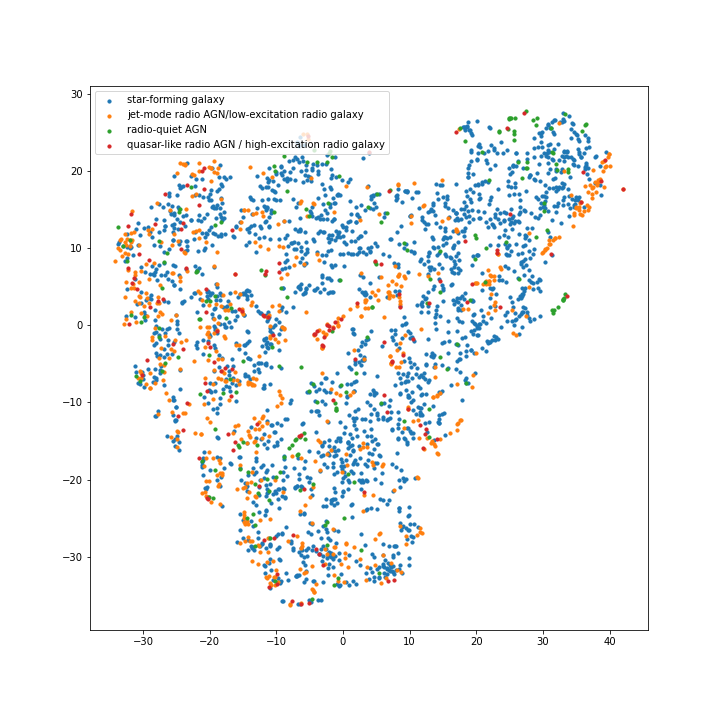 star-forming galaxy
jet-mode radio AGN/low-excitation radio galaxy
radio-quiet AGN
quasar-like radio AGN / high-excitation radio galaxy
30
20
10
0
−10
−20
−30
−30 −20 −10 0 10 20 30 40